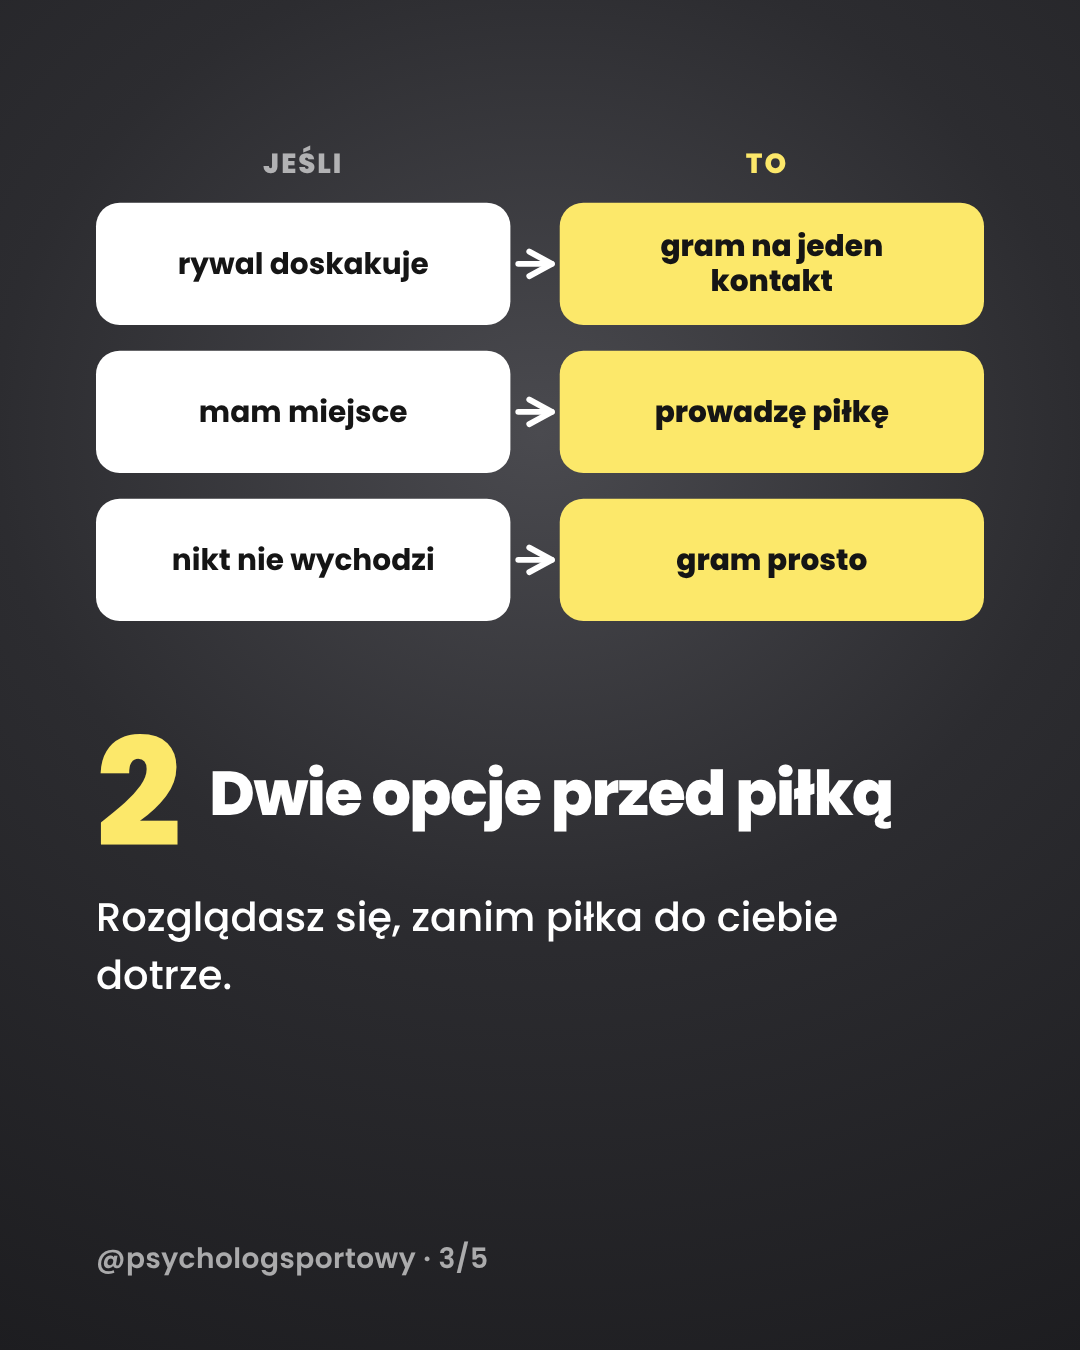 JEŚLI
TO
rywal doskakuje
gram na jeden
kontakt
mam miejsce
prowadzę piłkę
nikt nie wychodzi
gram prosto
2
Dwie opcje przed piłką
Rozglądasz się, zanim piłka do ciebie
dotrze.
@psychologsportowy · 3/5